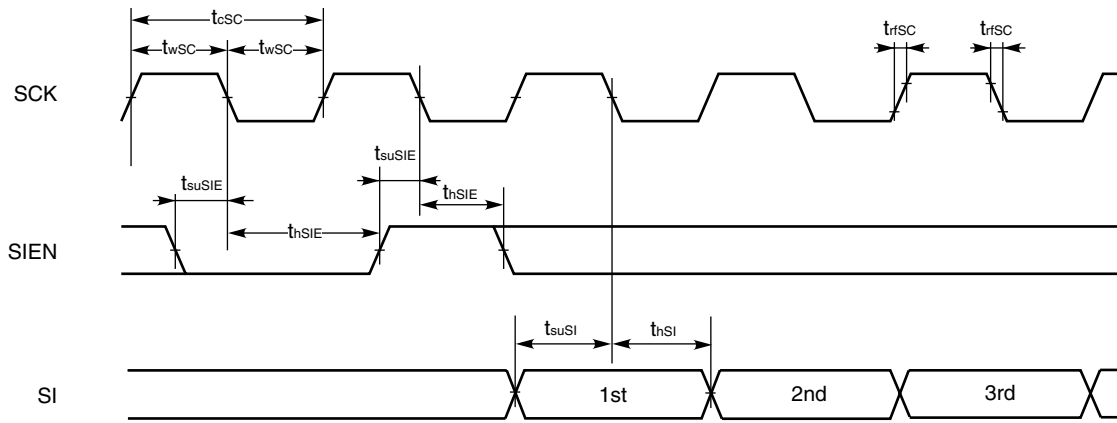 tcSC
twSC twSC trfSC trfSC
SCK
tsuSIE
tsuSIE thSIE
thSIE
SIEN
tsuSI thSI
SI 1st 2nd 3rd